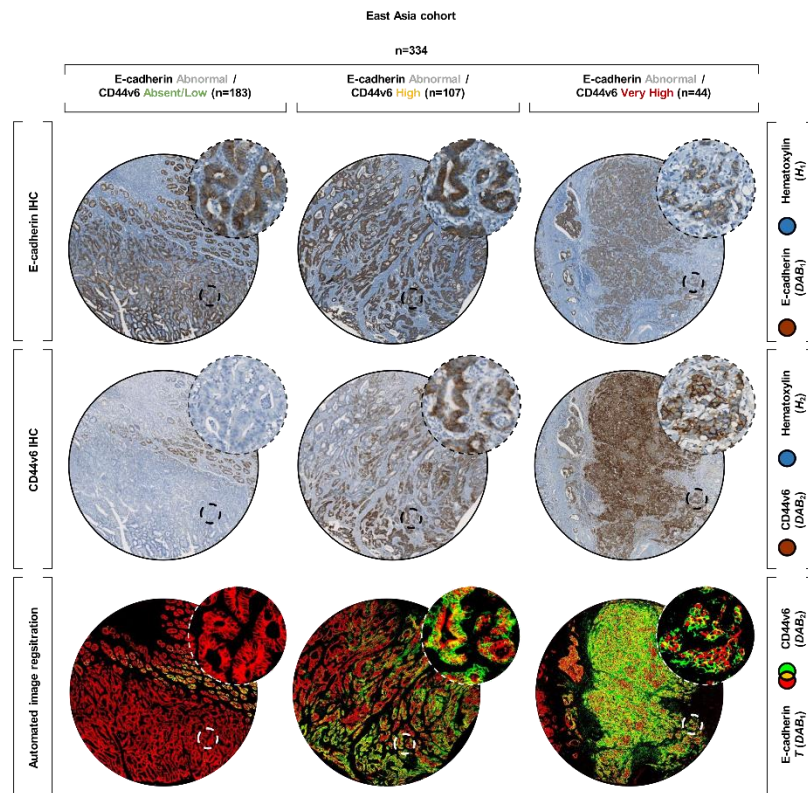 East Asia cohort
n=334
E-cadherin Abnormal /
CD44v6 Absent/Low (n=183)
E-cadherin Abnormal /
CD44v6 High (n=107)
E-cadherin Abnormal /
CD44v6 Very High (n=44)
E-cadherin IHC
Hematoxylin
(H₁)
E-cadherin
(DAB₁)
CD44v6 IHC
Hematoxylin
(H₂)
CD44v6
(DAB₂)
Automated image regsitration
CD44v6
(DAB₂)
E-cadherin
T (DAB₁)